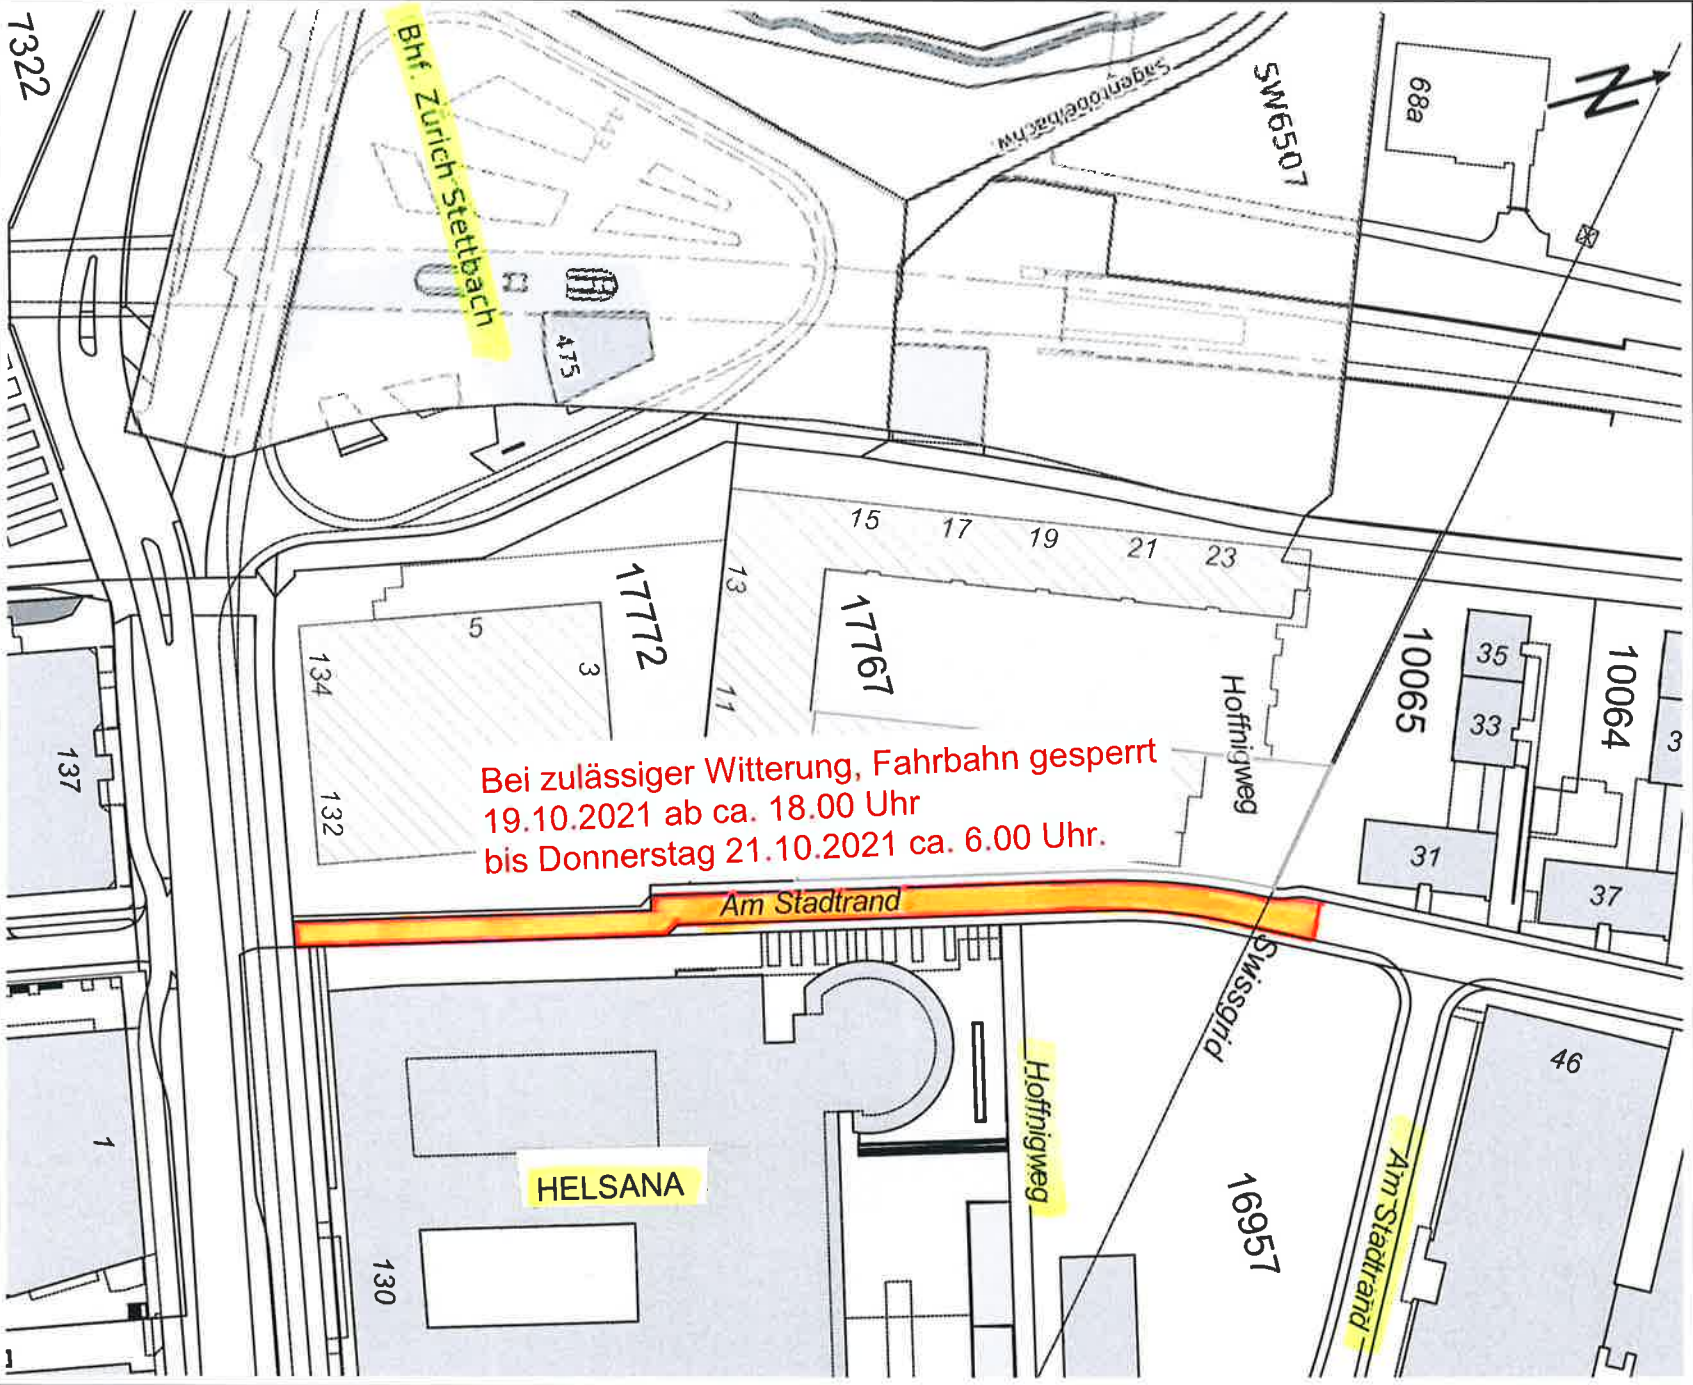 7322
Bhf. Zürich Stettbach
Sagentobelbachw.
SW6507
68a
N
343
475
15
17
19
21
23
13
11
17772
17767
5
3
134
132
137
Hoffnigweg
10065
10064
35
33
3
31
37
Bei zulässiger Witterung, Fahrbahn gesperrt
19.10.2021 ab ca. 18.00 Uhr
bis Donnerstag 21.10.2021 ca. 6.00 Uhr.
Am Stadtrand
Swissgrid
Hoffnigweg
46
1
HELSANA
130
16957
Am Stadtrand